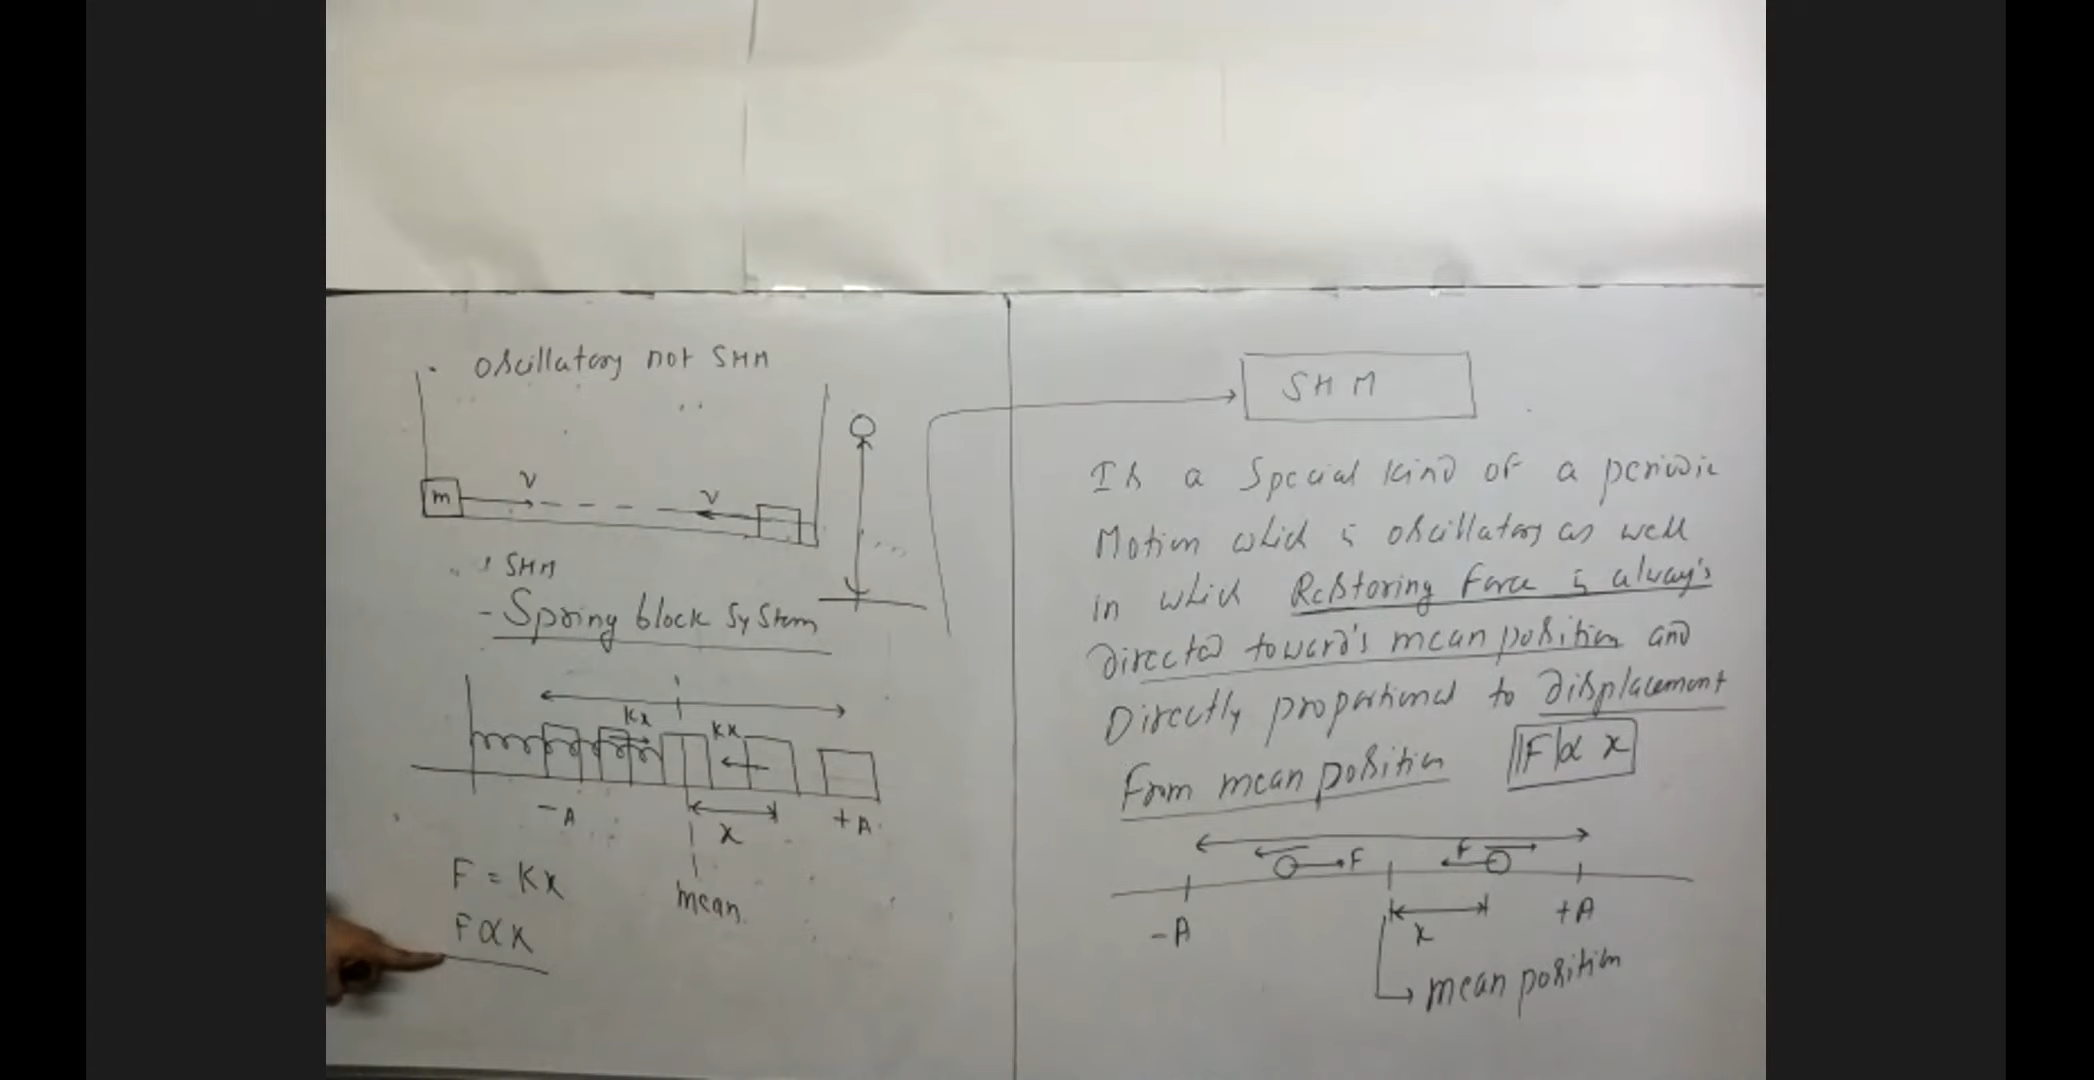 Oscillatory not SHM
m
v
v
SHM
- Spring block System
Kx
Kx
-A
x
+A
mean
F = Kx
F ∝ x
SHM
Is a Special Kind of a periodic
Motion which is oscillatory as well
in which Restoring Force is alway's
directed toward's mean position and
Directly proportional to displacement
From mean position |F| ∝ x
F
F
-A
x
+A
mean position